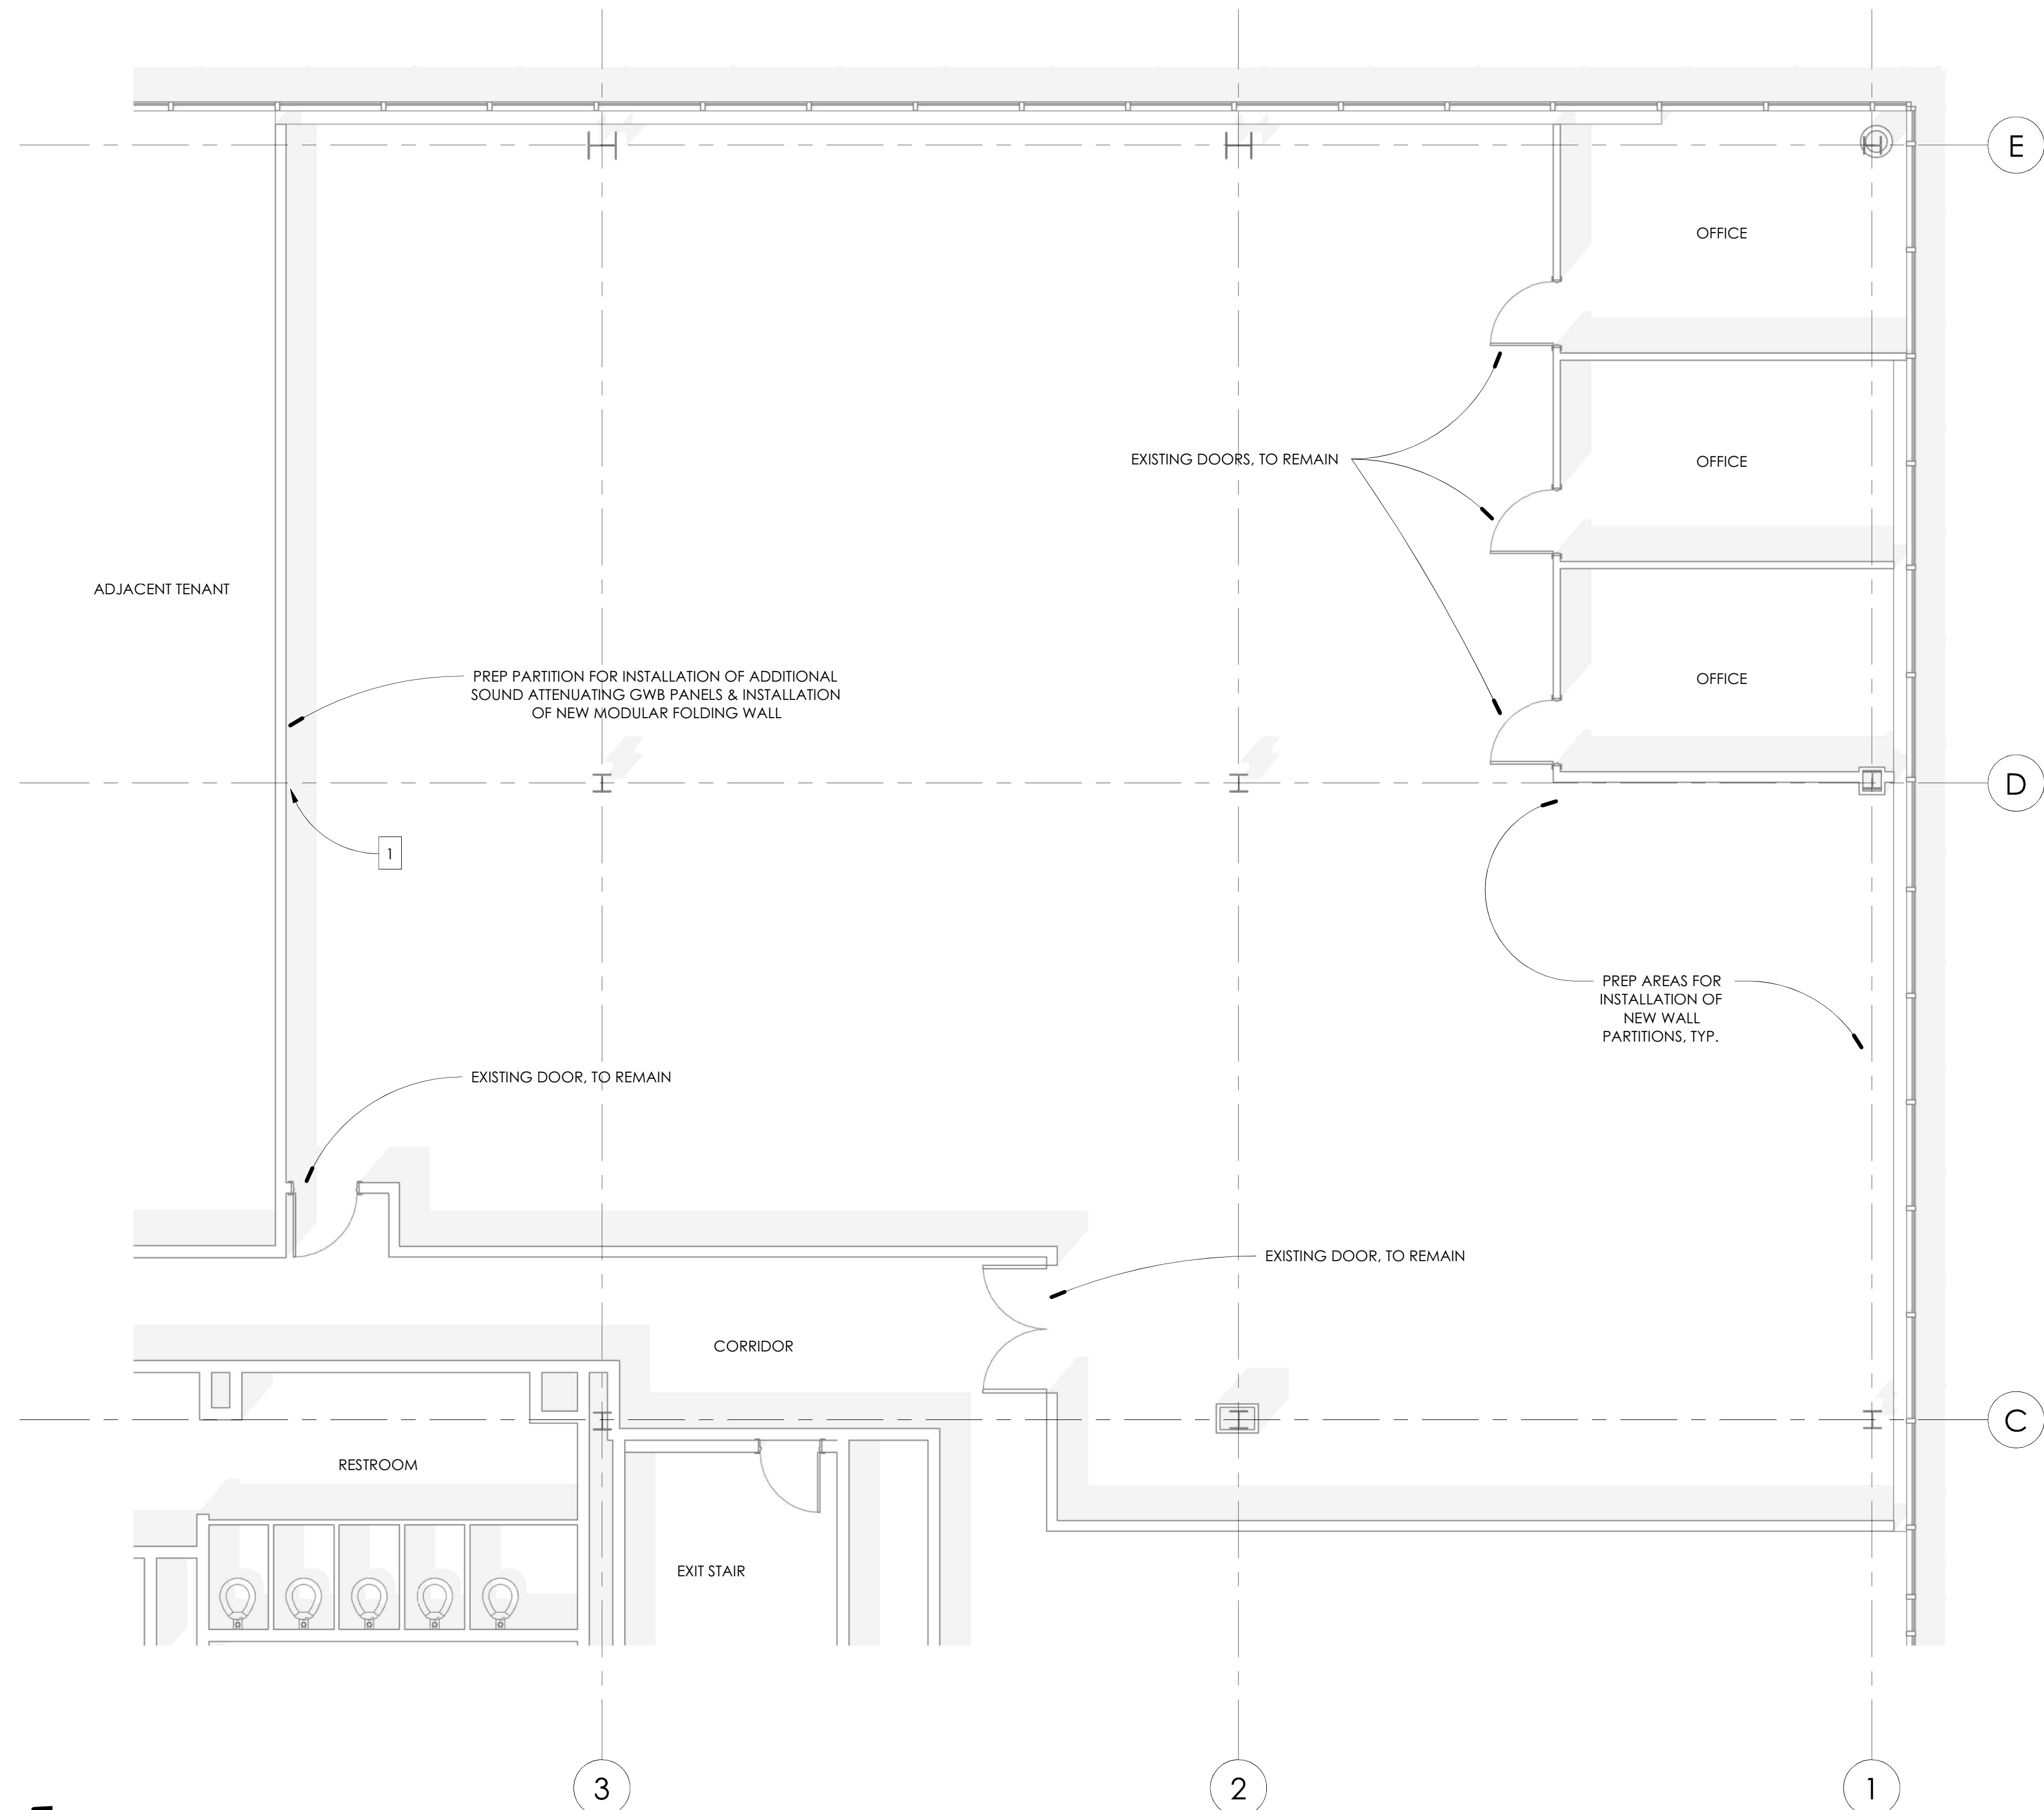 E
OFFICE
EXISTING DOORS, TO REMAIN
OFFICE
ADJACENT TENANT
PREP PARTITION FOR INSTALLATION OF ADDITIONAL
SOUND ATTENUATING GWB PANELS & INSTALLATION
OF NEW MODULAR FOLDING WALL
OFFICE
D
1
PREP AREAS FOR
INSTALLATION OF
NEW WALL
PARTITIONS, TYP.
EXISTING DOOR, TO REMAIN
EXISTING DOOR, TO REMAIN
CORRIDOR
C
RESTROOM
EXIT STAIR
3
2
1